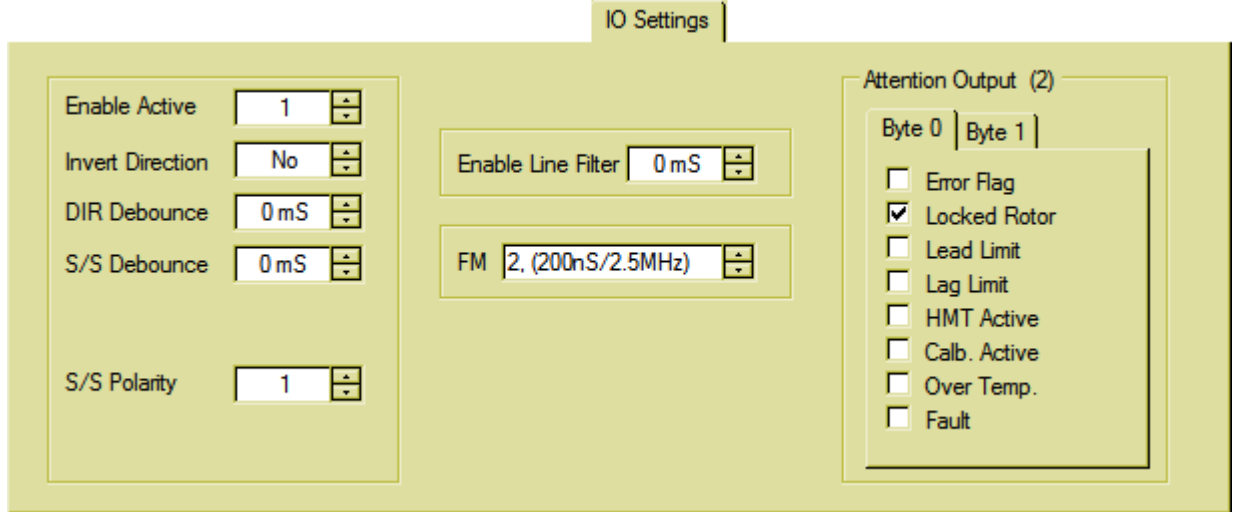 IO Settings
Enable Active 1
Invert Direction No
DIR Debounce 0 mS
S/S Debounce 0 mS
S/S Polarity 1
Enable Line Filter 0 mS
FM 2, (200nS/2.5MHz)
Attention Output (2)
Byte 0 Byte 1
Error Flag
Locked Rotor
Lead Limit
Lag Limit
HMT Active
Calb. Active
Over Temp.
Fault